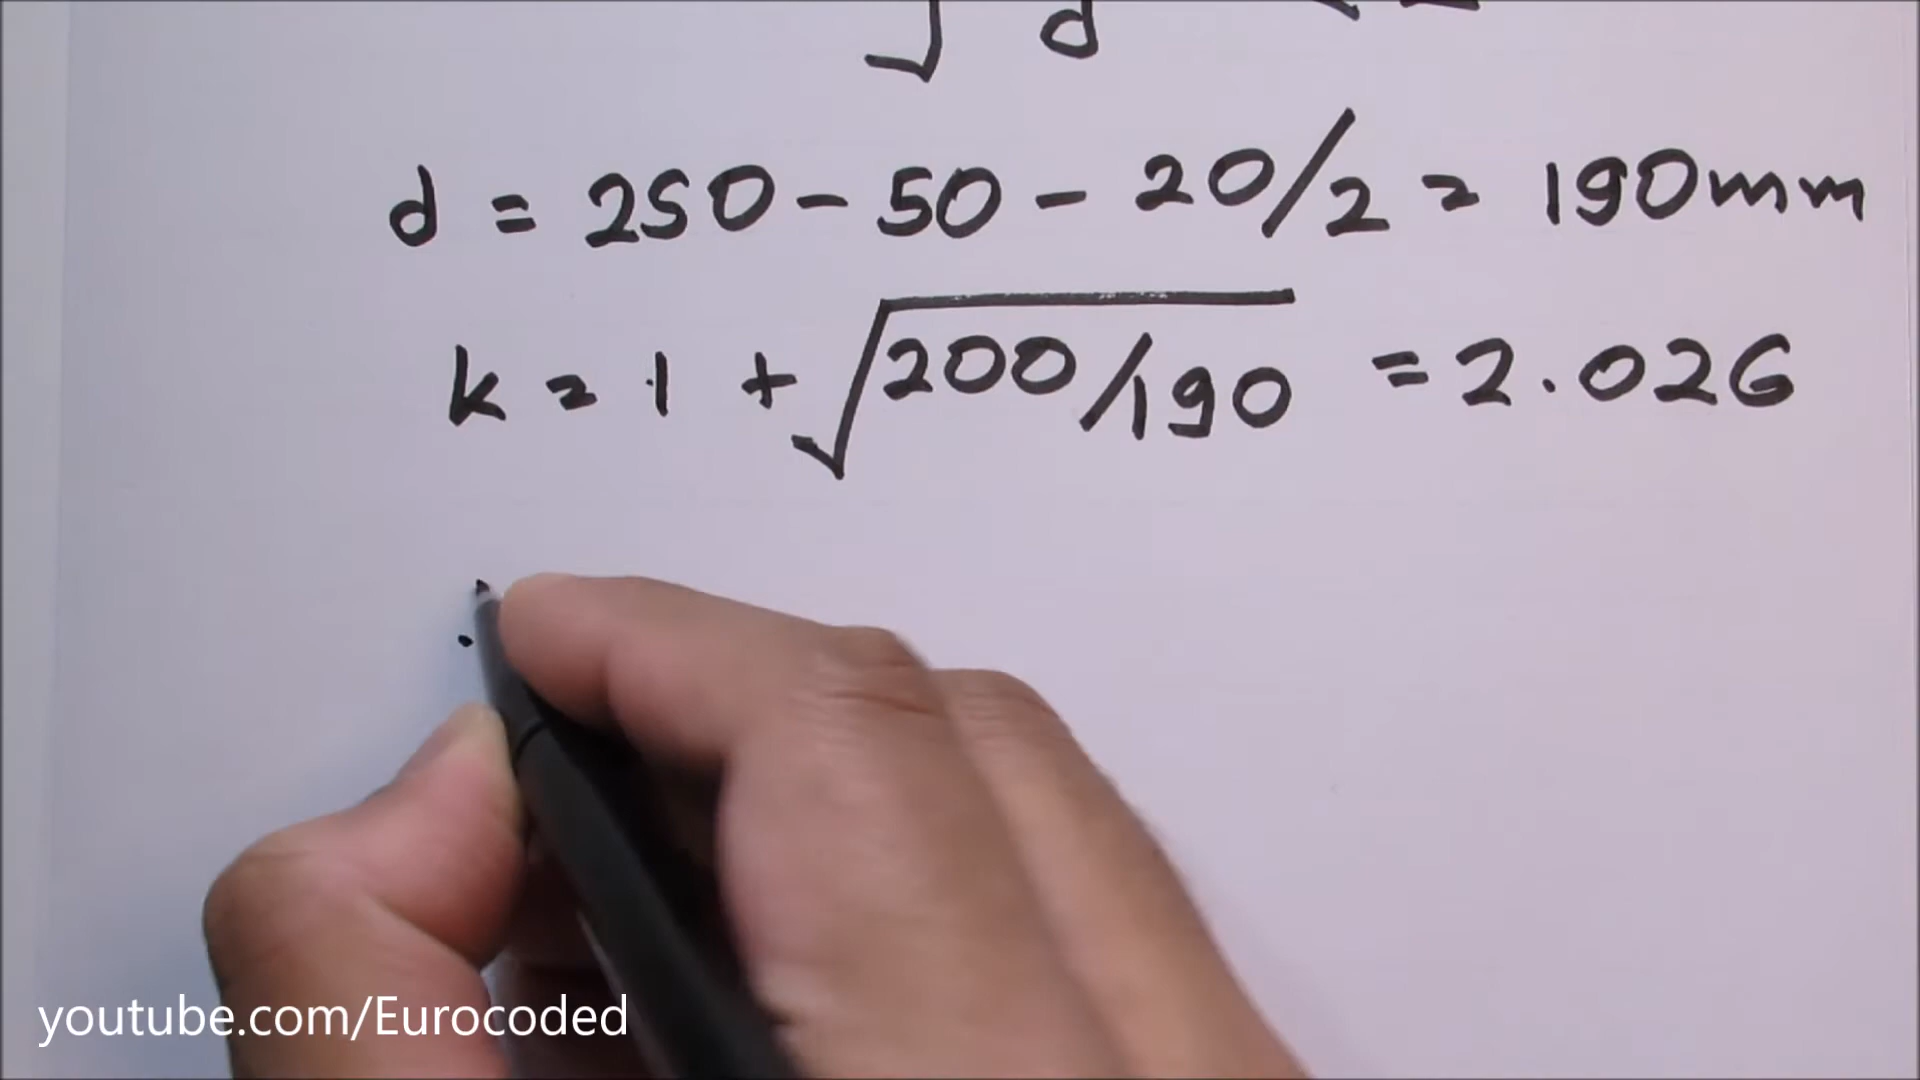 √ d
d = 250 - 50 - 20/2 = 190mm
k = 1 + √200/190 = 2.026
youtube.com/Eurocoded